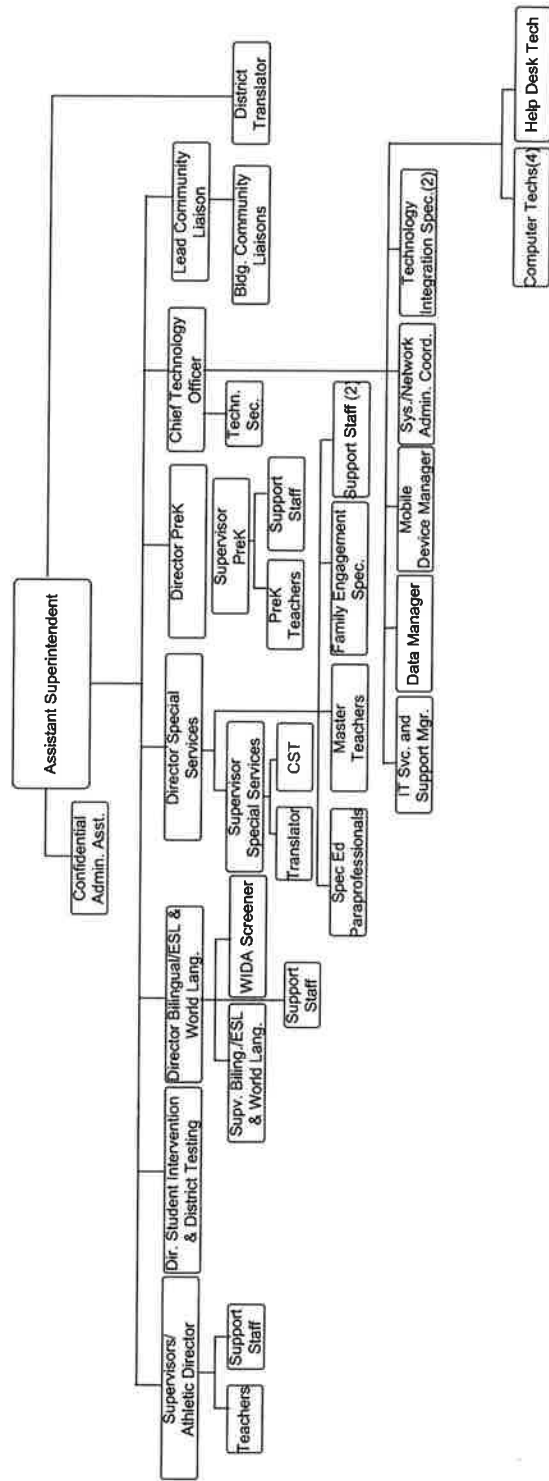 Assistant Superintendent
Confidential
Admin. Asst.
District
Translator
Supervisors/
Athletic Director
Dir. Student Intervention
& District Testing
Director Bilingual/ESL &
World Lang.
Director Special
Services
Director PreK
Chief Technology
Officer
Lead Community
Liaison
Teachers
Support
Staff
Supv. Biling./ESL
& World Lang.
WIDA Screener
Support
Staff
Supervisor
Special Services
Translator
CST
Supervisor
PreK
PreK
Teachers
Support
Staff
Techn.
Sec.
Bldg. Community
Liaisons
Spec Ed
Paraprofessionals
Master
Teachers
Family Engagement
Spec.
Support Staff (2)
IT Svc. and
Support Mgr.
Data Manager
Mobile
Device Manager
Sys./Network
Admin. Coord.
Technology
Integration Spec.(2)
Computer Techs(4)
Help Desk Tech